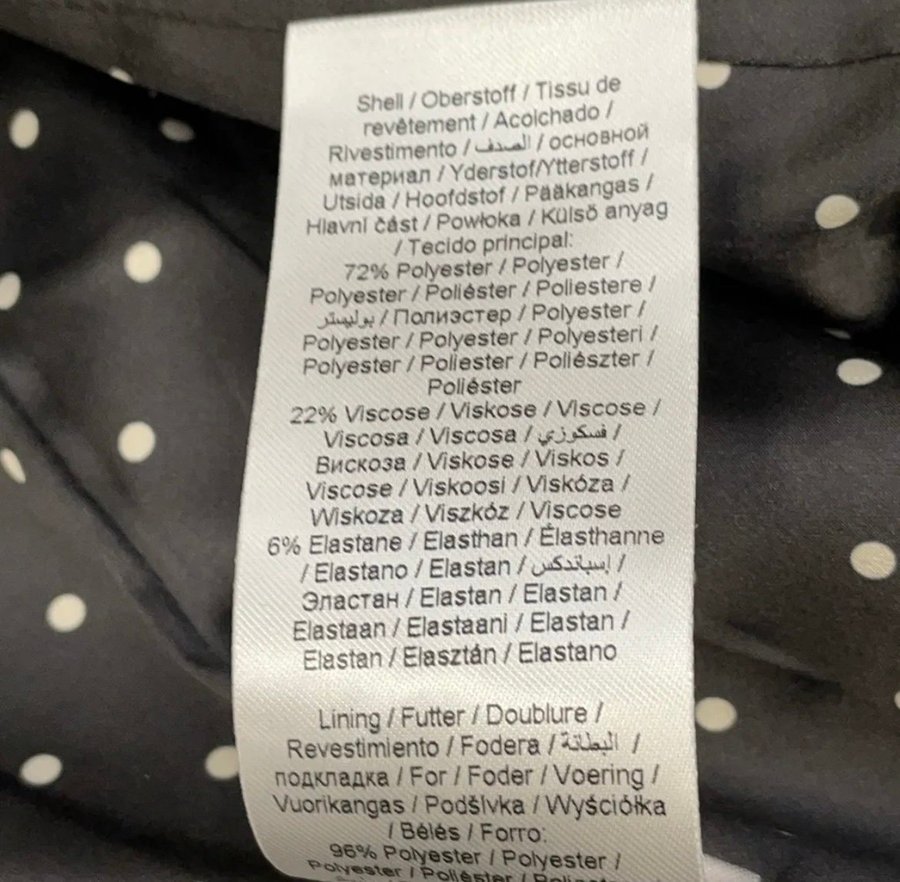 Shell / Oberstoff / Tissu de
revêtement / Acolchado /
Rivestimento / الصدف / основной
материал / Yderstof/Ytterstoff /
Utsida / Hoofdstof / Pääkangas /
Hlavní část / Powłoka / Külső anyag
/ Tecido principal:
72% Polyester / Polyester /
Polyester / Poliéster / Poliestere /
بوليستر / Полиэстер / Polyester /
Polyester / Polyester / Polyesteri /
Polyester / Poliester / Poliészter /
Poliéster
22% Viscose / Viskose / Viscose /
Viscosa / Viscosa / فسكوزي /
Вискоза / Viskose / Viskos /
Viscose / Viskoosi / Viskóza /
Wiskoza / Viszkóz / Viscose
6% Elastane / Elasthan / Élasthanne
/ Elastano / Elastan / إسباندكس /
Эластан / Elastan / Elastan /
Elastaan / Elastaani / Elastan /
Elastan / Elasztán / Elastano
Lining / Futter / Doublure /
Revestimiento / Fodera / البطانة /
подкладка / For / Foder / Voering /
Vuorikangas / Podšívka / Wyściółka
/ Bélés / Forro:
96% Polyester / Polyester /
Polyester / Poliéster /